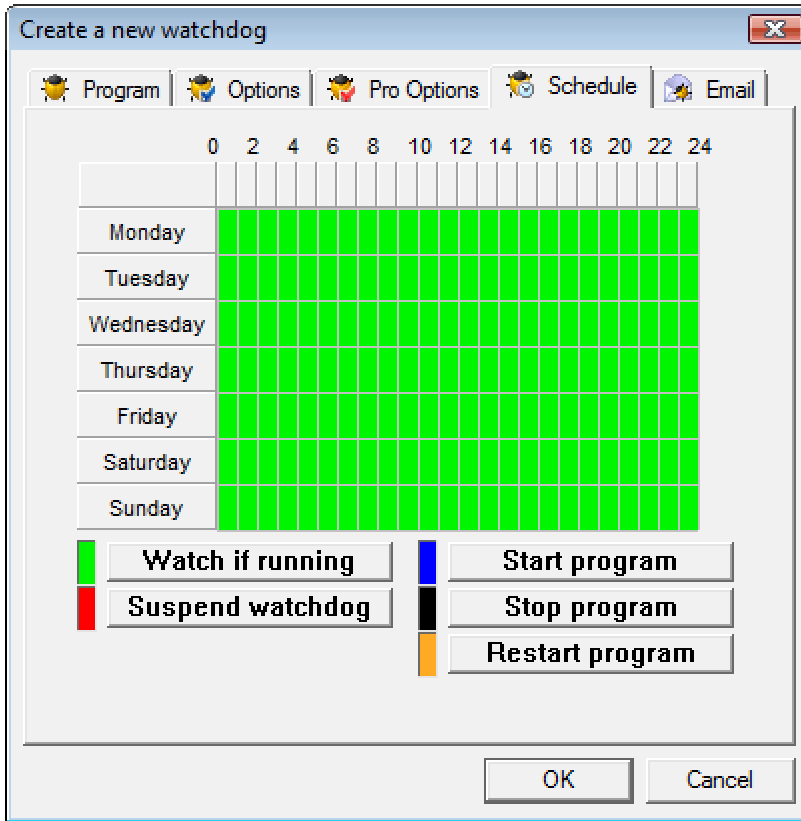 Create a new watchdog
Program Options Pro Options Schedule Email
0 2 4 6 8 10 12 14 16 18 20 22 24
Monday
Tuesday
Wednesday
Thursday
Friday
Saturday
Sunday
Watch if running Start program
Suspend watchdog Stop program
Restart program
OK Cancel